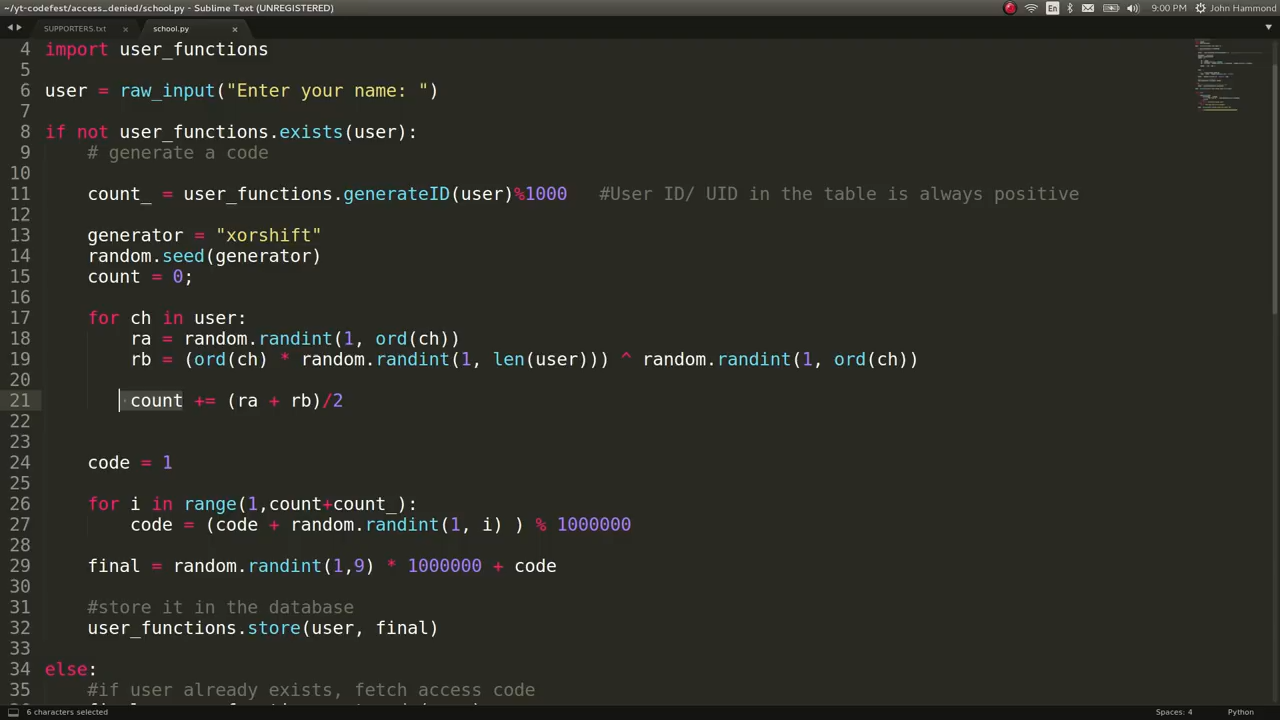 ~/yt-codefest/access_denied/school.py - Sublime Text (UNREGISTERED)
En
9:00 PM
John Hammond
SUPPORTERS.txt
school.py
4 import user_functions
5
6 user = raw_input("Enter your name: ")
7
8 if not user_functions.exists(user):
9 # generate a code
10
11 count_ = user_functions.generateID(user)%1000 #User ID/ UID in the table is always positive
12
13 generator = "xorshift"
14 random.seed(generator)
15 count = 0;
16
17 for ch in user:
18 ra = random.randint(1, ord(ch))
19 rb = (ord(ch) * random.randint(1, len(user))) ^ random.randint(1, ord(ch))
20
21 count += (ra + rb)/2
22
23
24 code = 1
25
26 for i in range(1,count+count_):
27 code = (code + random.randint(1, i) ) % 1000000
28
29 final = random.randint(1,9) * 1000000 + code
30
31 #store it in the database
32 user_functions.store(user, final)
33
34 else:
35 #if user already exists, fetch access code
6 characters selected
Spaces: 4
Python